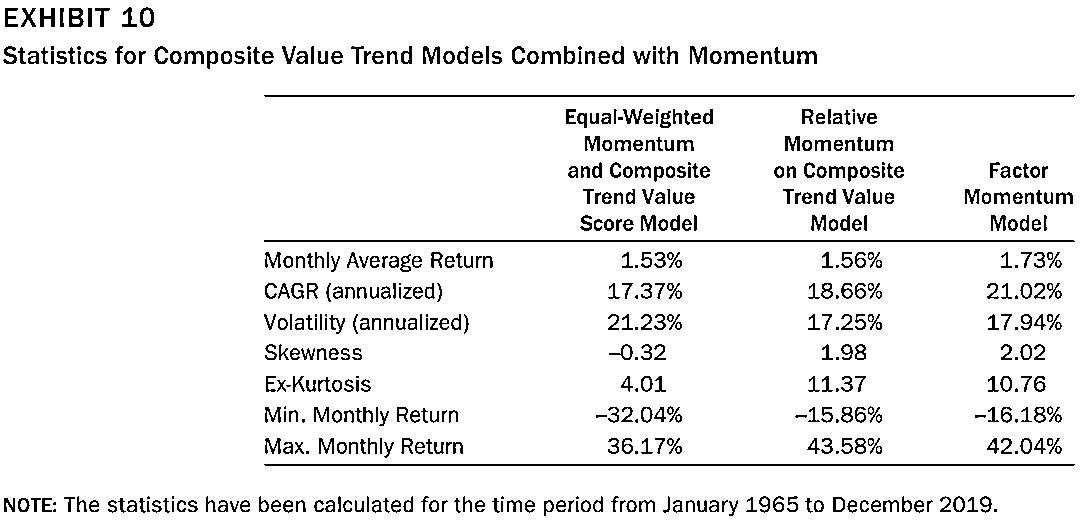 EXHIBIT 10
Statistics for Composite Value Trend Models Combined with Momentum
Equal-Weighted Momentum and Composite Trend Value Score Model
Relative Momentum on Composite Trend Value Model
Factor Momentum Model
Monthly Average Return 1.53% 1.56% 1.73%
CAGR (annualized) 17.37% 18.66% 21.02%
Volatility (annualized) 21.23% 17.25% 17.94%
Skewness –0.32 1.98 2.02
Ex-Kurtosis 4.01 11.37 10.76
Min. Monthly Return –32.04% –15.86% –16.18%
Max. Monthly Return 36.17% 43.58% 42.04%
NOTE: The statistics have been calculated for the time period from January 1965 to December 2019.